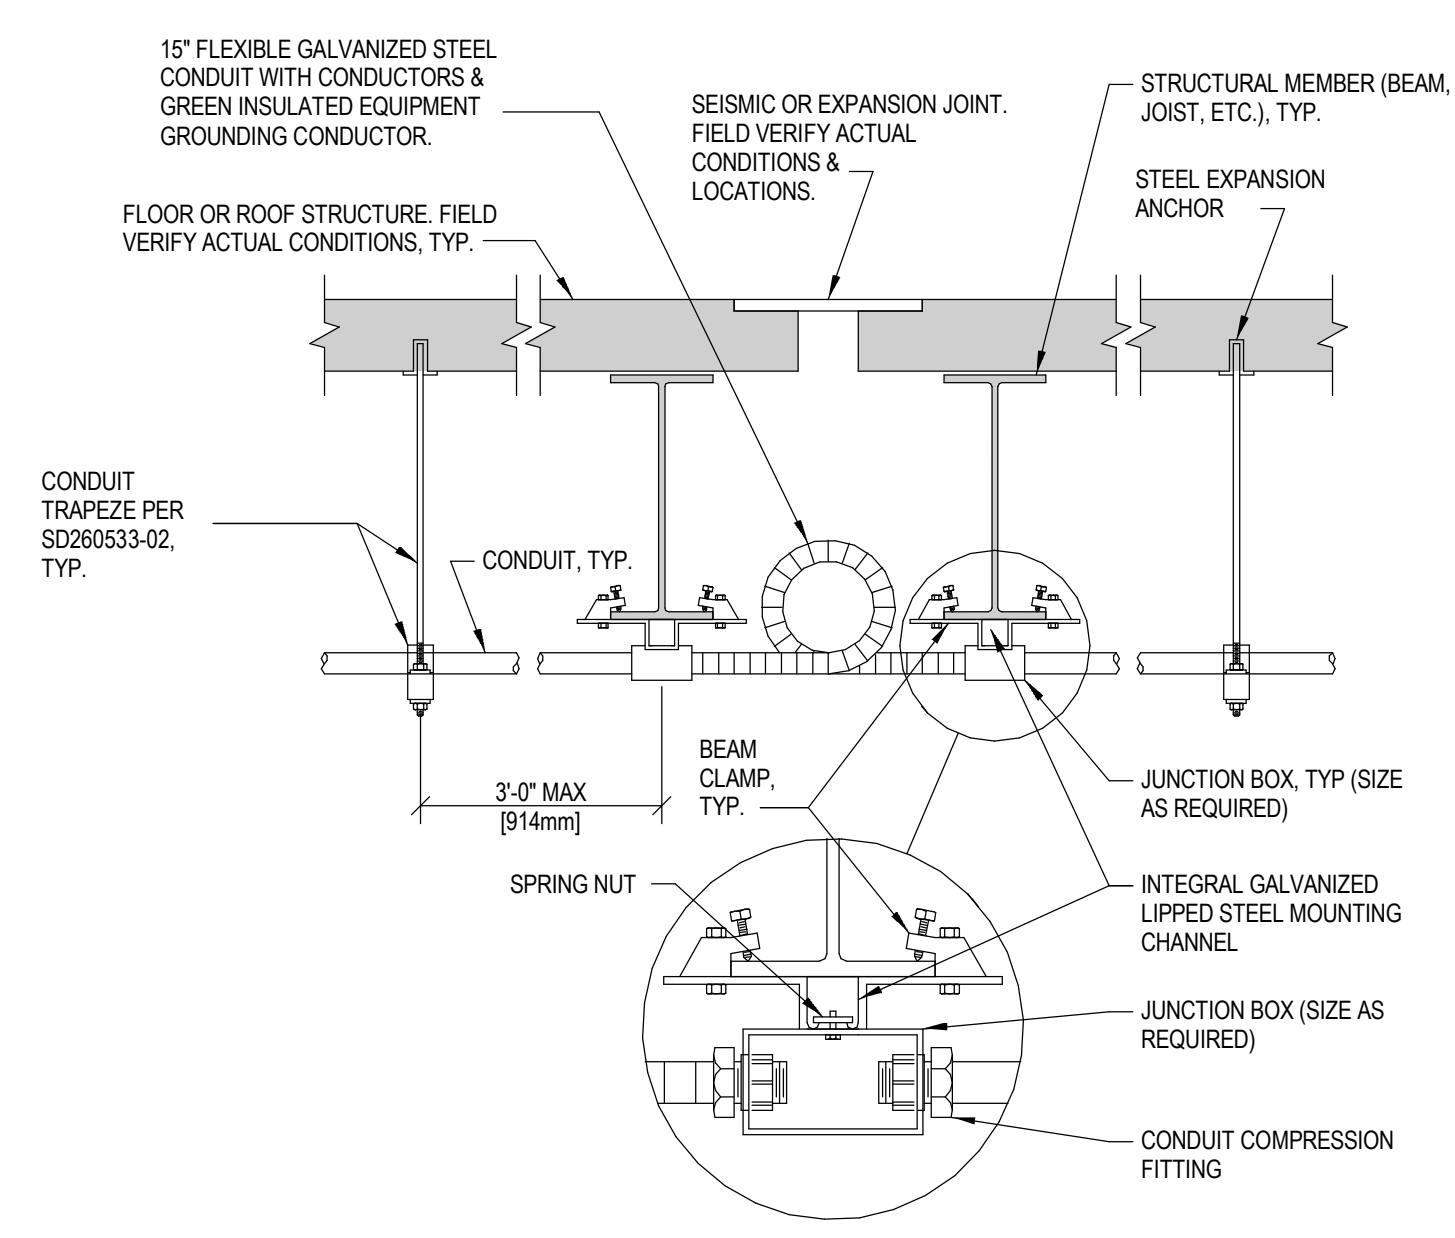 15" FLEXIBLE GALVANIZED STEEL
CONDUIT WITH CONDUCTORS &
GREEN INSULATED EQUIPMENT
GROUNDING CONDUCTOR.
SEISMIC OR EXPANSION JOINT.
FIELD VERIFY ACTUAL
CONDITIONS &
LOCATIONS.
STRUCTURAL MEMBER (BEAM,
JOIST, ETC.), TYP.
STEEL EXPANSION
ANCHOR
FLOOR OR ROOF STRUCTURE. FIELD
VERIFY ACTUAL CONDITIONS, TYP.
CONDUIT
TRAPEZE PER
SD260533-02,
TYP.
CONDUIT, TYP.
3'-0" MAX
[914mm]
BEAM
CLAMP,
TYP.
JUNCTION BOX, TYP (SIZE
AS REQUIRED)
SPRING NUT
INTEGRAL GALVANIZED
LIPPED STEEL MOUNTING
CHANNEL
JUNCTION BOX (SIZE AS
REQUIRED)
CONDUIT COMPRESSION
FITTING